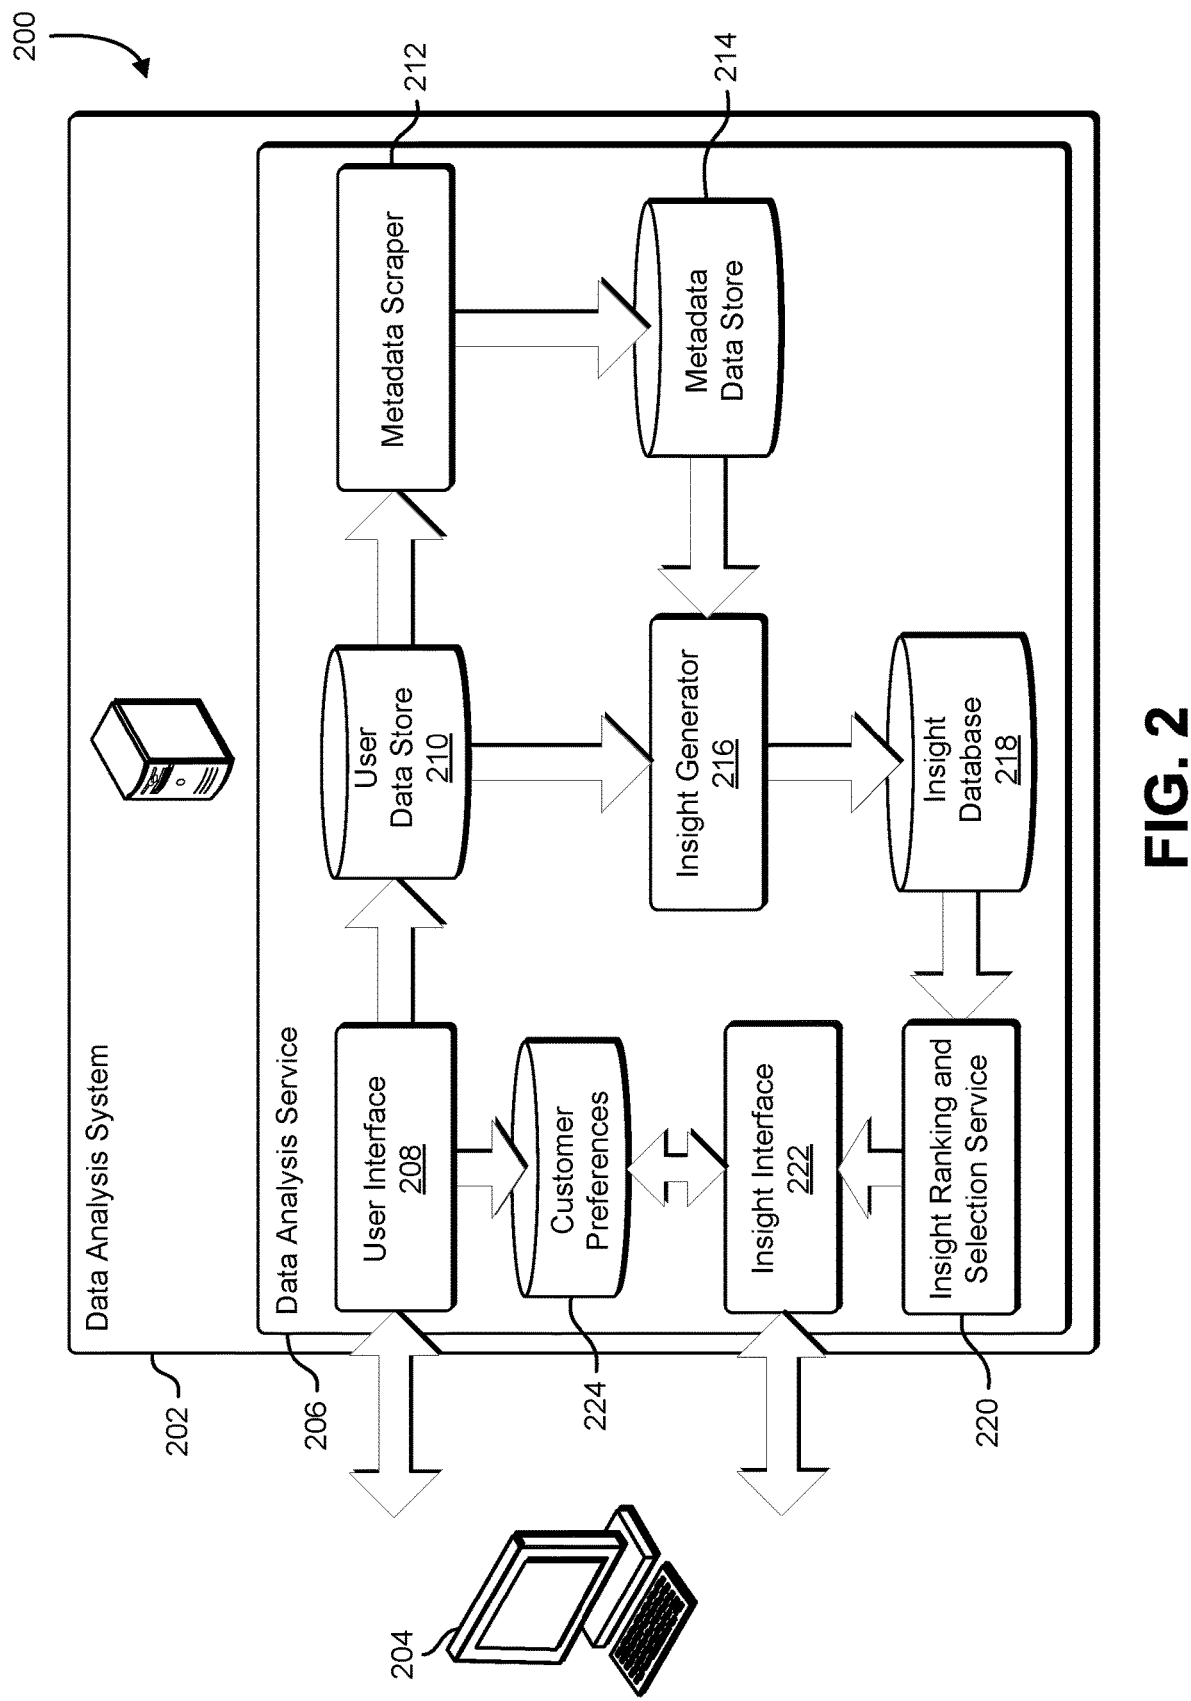 200
Data Analysis System
202
Data Analysis Service
206
204
User Interface
208
User
Data Store
210
Metadata Scraper
212
Customer
Preferences
224
Metadata
Data Store
214
Insight Generator
216
Insight Interface
222
Insight
Database
218
Insight Ranking and
Selection Service
220
FIG. 2